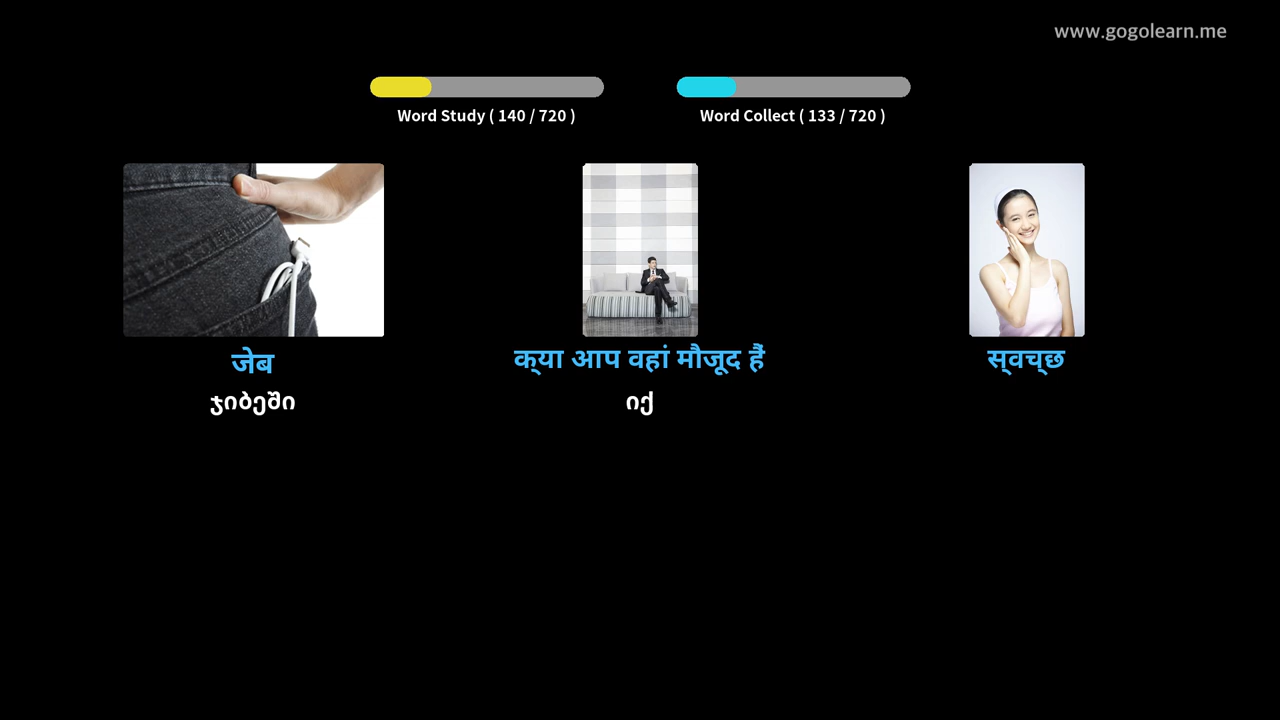 www.gogolearn.me
Word Study ( 140 / 720 )
Word Collect ( 133 / 720 )
जेब
क्या आप वहां मौजूद हैं
स्वच्छ
ჯიბეში
იქ